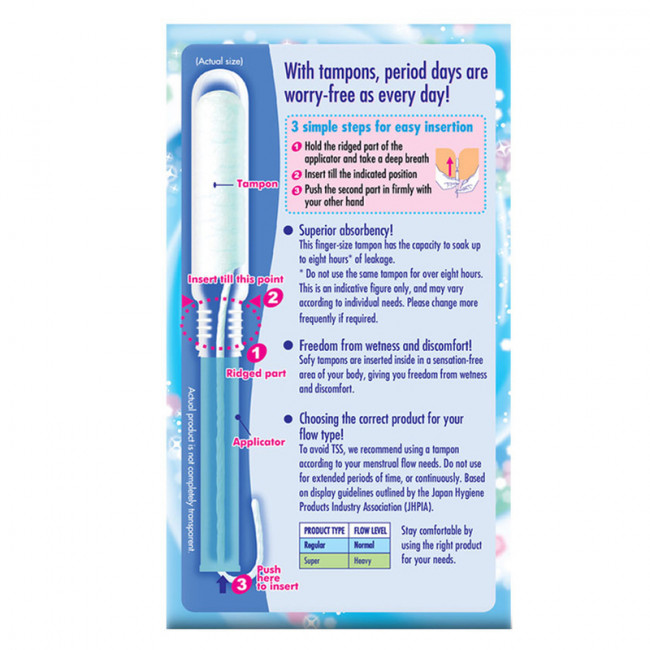 (Actual size)
With tampons, period days are
worry-free as every day!
3 simple steps for easy insertion
1 Hold the ridged part of the
applicator and take a deep breath
2 Insert till the indicated position
3 Push the second part in firmly with
your other hand
Tampon
Insert till this point
2
1
Ridged part
Applicator
Actual product is not completely transparent.
3 Push
here
to insert
● Superior absorbency!
This finger-size tampon has the capacity to soak up
to eight hours* of leakage.
* Do not use the same tampon for over eight hours.
This is an indicative figure only, and may vary
according to individual needs. Please change more
frequently if required.
● Freedom from wetness and discomfort!
Sofy tampons are inserted inside in a sensation-free
area of your body, giving you freedom from wetness
and discomfort.
● Choosing the correct product for your
flow type!
To avoid TSS, we recommend using a tampon
according to your menstrual flow needs. Do not use
for extended periods of time, or continuously. Based
on display guidelines outlined by the Japan Hygiene
Products Industry Association (JHPIA).
PRODUCT TYPE FLOW LEVEL
Regular Normal
Super Heavy
Stay comfortable by
using the right product
for your needs.